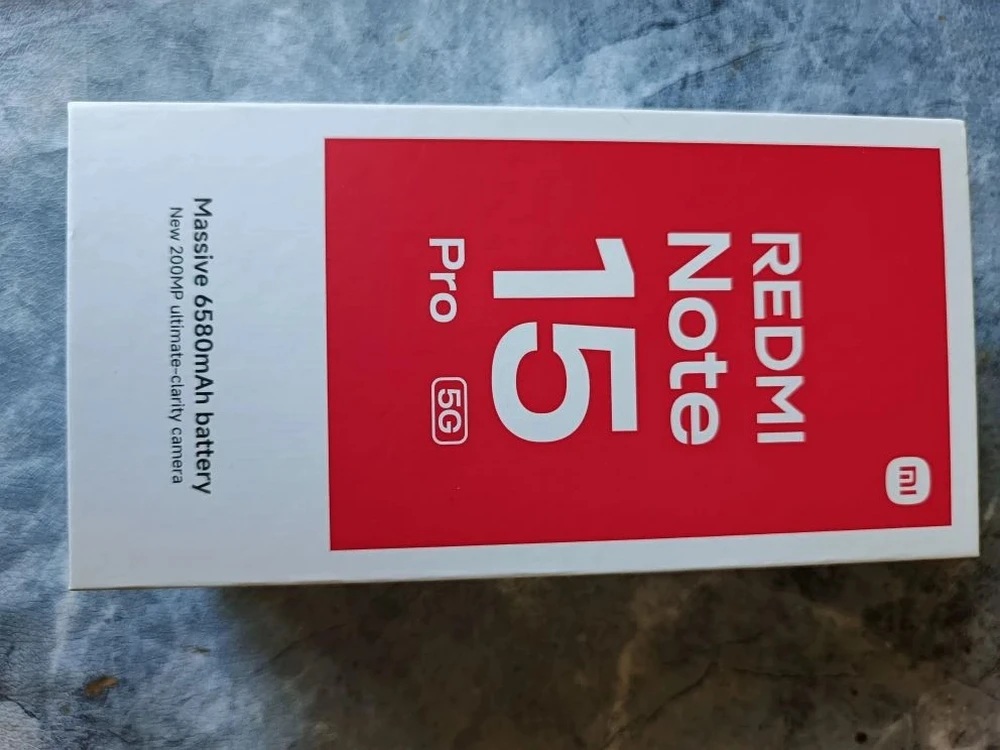 mi
REDMI
Note
15
Pro 5G
Massive 6580mAh battery
New 200MP ultimate-clarity camera